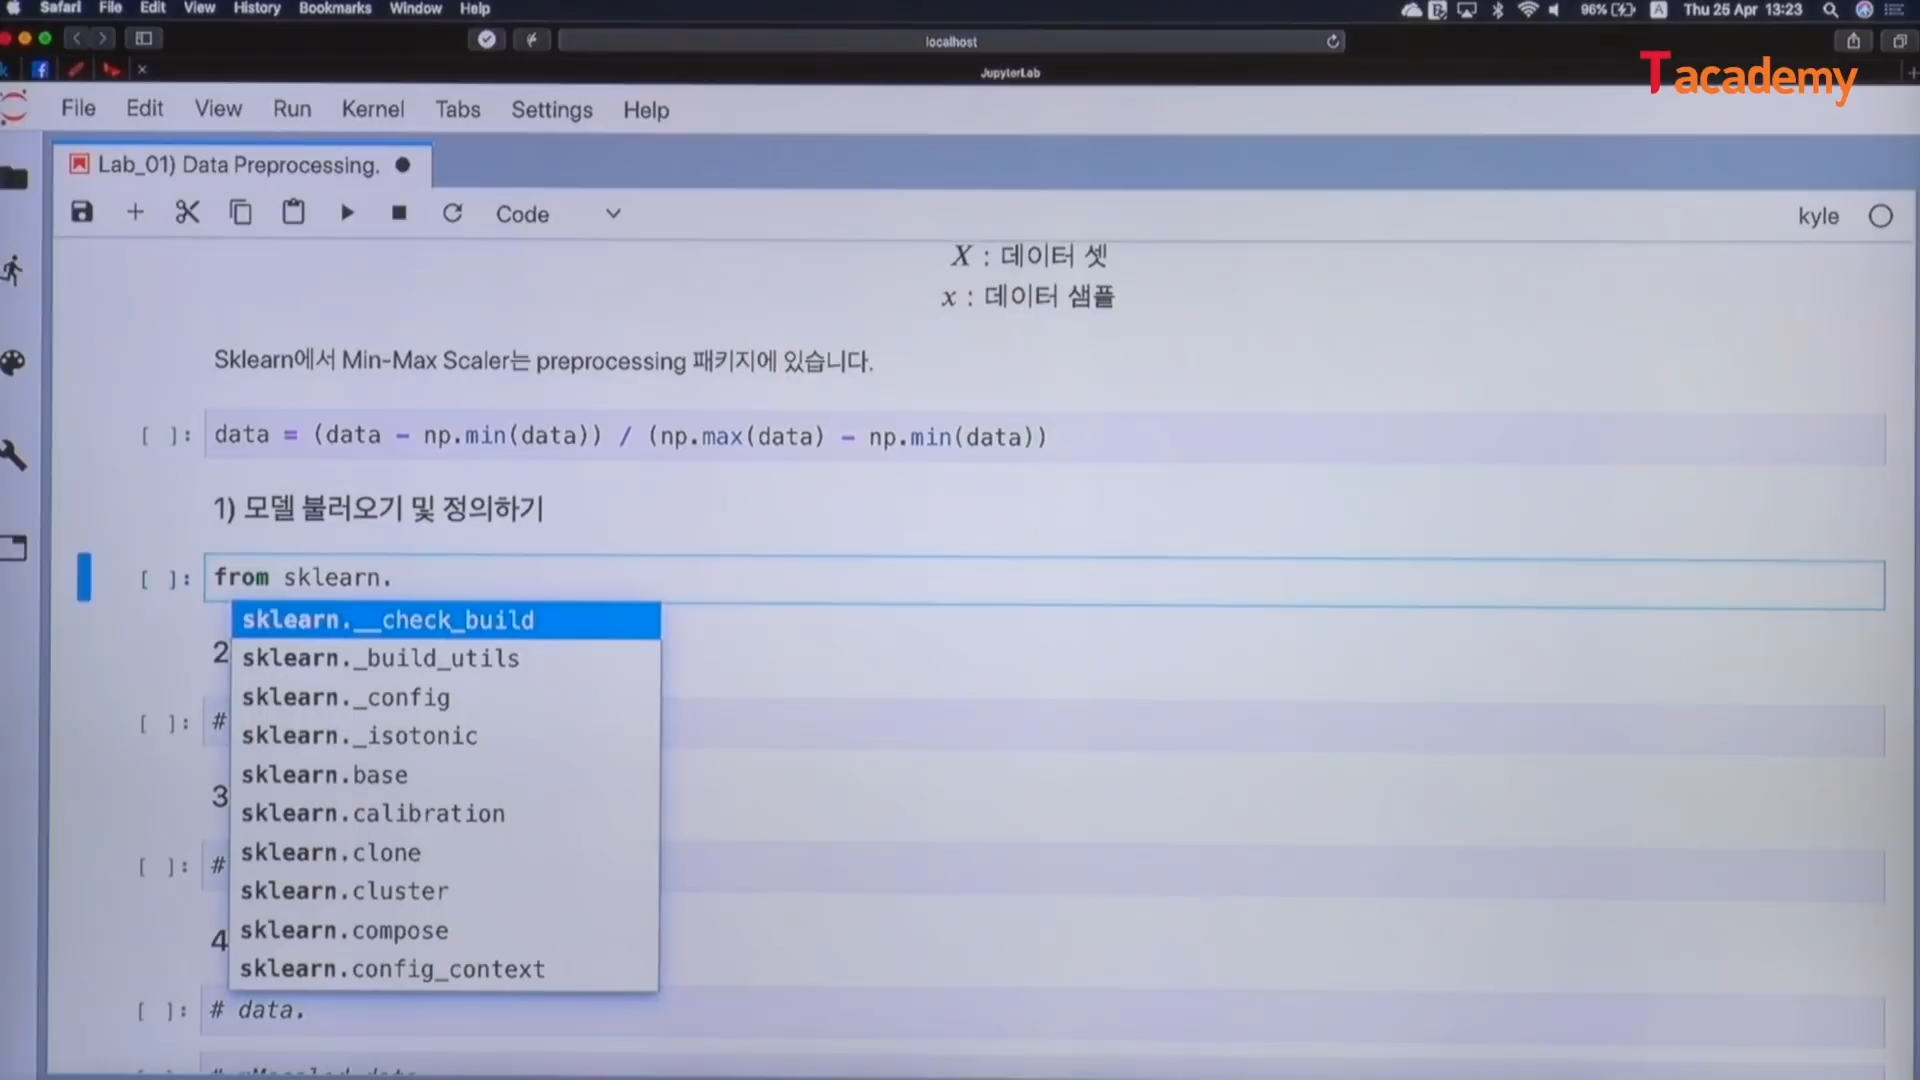 Safari File Edit View History Bookmarks Window Help 96% A Thu 25 Apr 13:23
localhost
JupyterLab
Tacademy
File Edit View Run Kernel Tabs Settings Help
Lab_01) Data Preprocessing.
Code kyle
X : 데이터 셋
x : 데이터 샘플
Sklearn에서 Min-Max Scaler는 preprocessing 패키지에 있습니다.
[ ]: data = (data - np.min(data)) / (np.max(data) - np.min(data))
1) 모델 불러오기 및 정의하기
[ ]: from sklearn.
sklearn.__check_build
2 sklearn._build_utils
sklearn._config
[ ]: # sklearn._isotonic
sklearn.base
3 sklearn.calibration
sklearn.clone
[ ]: # sklearn.cluster
4 sklearn.compose
sklearn.config_context
[ ]: # data.